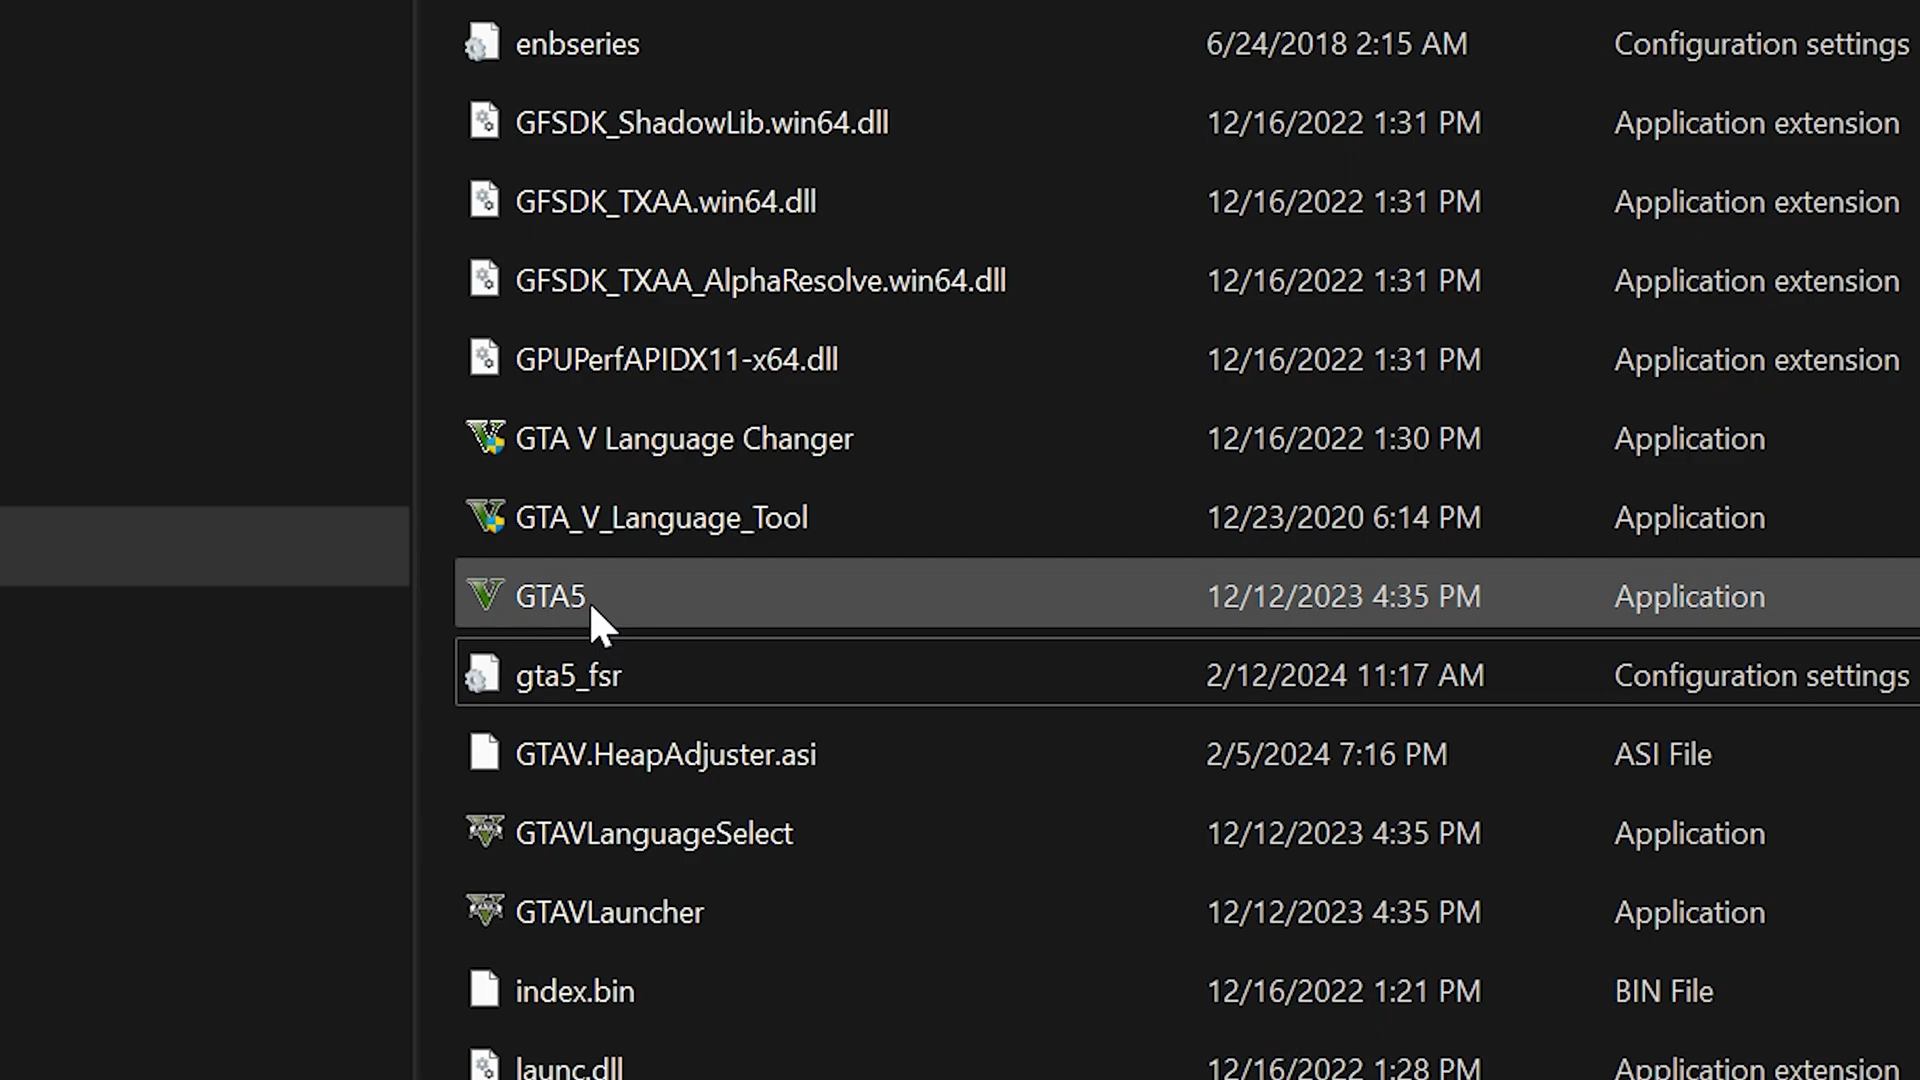 enbseries 6/24/2018 2:15 AM Configuration settings
GFSDK_ShadowLib.win64.dll 12/16/2022 1:31 PM Application extension
GFSDK_TXAA.win64.dll 12/16/2022 1:31 PM Application extension
GFSDK_TXAA_AlphaResolve.win64.dll 12/16/2022 1:31 PM Application extension
GPUPerfAPIDX11-x64.dll 12/16/2022 1:31 PM Application extension
GTA V Language Changer 12/16/2022 1:30 PM Application
GTA_V_Language_Tool 12/23/2020 6:14 PM Application
GTA5 12/12/2023 4:35 PM Application
gta5_fsr 2/12/2024 11:17 AM Configuration settings
GTAV.HeapAdjuster.asi 2/5/2024 7:16 PM ASI File
GTAVLanguageSelect 12/12/2023 4:35 PM Application
GTAVLauncher 12/12/2023 4:35 PM Application
index.bin 12/16/2022 1:21 PM BIN File
launc.dll 12/16/2022 1:28 PM Application extension